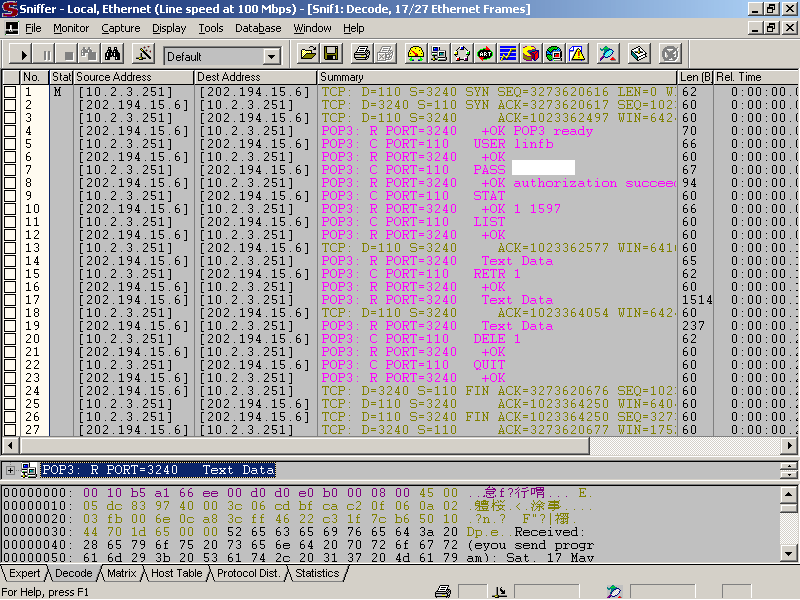 Sniffer - Local, Ethernet (Line speed at 100 Mbps) - [Snif1: Decode, 17/27 Ethernet Frames]
File Monitor Capture Display Tools Database Window Help
Default
No. Stat Source Address Dest Address Summary Len (B Rel. Time
1 M [10.2.3.251] [202.194.15.6] TCP: D=110 S=3240 SYN SEQ=3273620616 LEN=0 W 62 0:00:00.
2 [202.194.15.6] [10.2.3.251] TCP: D=3240 S=110 SYN ACK=3273620617 SEQ=102 60 0:00:00.
3 [10.2.3.251] [202.194.15.6] TCP: D=110 S=3240 ACK=1023362497 WIN=642 60 0:00:00.
4 [202.194.15.6] [10.2.3.251] POP3: R PORT=3240 +OK POP3 ready 70 0:00:00.
5 [10.2.3.251] [202.194.15.6] POP3: C PORT=110 USER linfb 66 0:00:00.
6 [202.194.15.6] [10.2.3.251] POP3: R PORT=3240 +OK 60 0:00:00.
7 [10.2.3.251] [202.194.15.6] POP3: C PORT=110 PASS 67 0:00:00.
8 [202.194.15.6] [10.2.3.251] POP3: R PORT=3240 +OK authorization succee 94 0:00:00.
9 [10.2.3.251] [202.194.15.6] POP3: C PORT=110 STAT 60 0:00:00.
10 [202.194.15.6] [10.2.3.251] POP3: R PORT=3240 +OK 1 1597 66 0:00:00.
11 [10.2.3.251] [202.194.15.6] POP3: C PORT=110 LIST 60 0:00:00.
12 [202.194.15.6] [10.2.3.251] POP3: R PORT=3240 +OK 60 0:00:00.
13 [10.2.3.251] [202.194.15.6] TCP: D=110 S=3240 ACK=1023362577 WIN=641 60 0:00:00.
14 [202.194.15.6] [10.2.3.251] POP3: R PORT=3240 Text Data 65 0:00:00.
15 [10.2.3.251] [202.194.15.6] POP3: C PORT=110 RETR 1 62 0:00:00.
16 [202.194.15.6] [10.2.3.251] POP3: R PORT=3240 +OK 60 0:00:00.
17 [202.194.15.6] [10.2.3.251] POP3: R PORT=3240 Text Data 1514 0:00:00.
18 [10.2.3.251] [202.194.15.6] TCP: D=110 S=3240 ACK=1023364054 WIN=642 60 0:00:00.
19 [202.194.15.6] [10.2.3.251] POP3: R PORT=3240 Text Data 237 0:00:00.
20 [10.2.3.251] [202.194.15.6] POP3: C PORT=110 DELE 1 62 0:00:00.
21 [202.194.15.6] [10.2.3.251] POP3: R PORT=3240 +OK 60 0:00:00.
22 [10.2.3.251] [202.194.15.6] POP3: C PORT=110 QUIT 60 0:00:00.
23 [202.194.15.6] [10.2.3.251] POP3: R PORT=3240 +OK 60 0:00:00.
24 [202.194.15.6] [10.2.3.251] TCP: D=3240 S=110 FIN ACK=3273620676 SEQ=102 60 0:00:00.
25 [10.2.3.251] [202.194.15.6] TCP: D=110 S=3240 ACK=1023364250 WIN=640 60 0:00:00.
26 [10.2.3.251] [202.194.15.6] TCP: D=110 S=3240 FIN ACK=1023364250 SEQ=327 60 0:00:00.
27 [202.194.15.6] [10.2.3.251] TCP: D=3240 S=110 ACK=3273620677 WIN=175 60 0:00:00.
POP3: R PORT=3240 Text Data
00000000: 00 10 b5 a1 66 ee 00 d0 d0 e0 b0 00 08 00 45 00 E.
00000010: 05 dc 83 97 40 00 3c 06 cd bf ca c2 0f 06 0a 02
00000020: 03 fb 00 6e 0c a8 3c ff 46 22 c3 1f 7c b6 50 10
00000030: 44 70 1d 65 00 00 52 65 63 65 69 76 65 64 3a 20 Dp.e..Received:
00000040: 28 65 79 6f 75 20 73 65 6e 64 20 70 72 6f 67 72 (eyou send progr
00000050: 61 6d 29 3b 20 53 61 74 2c 20 31 37 20 4d 61 79 am); Sat, 17 May
Expert Decode Matrix Host Table Protocol Dist. Statistics
For Help, press F1